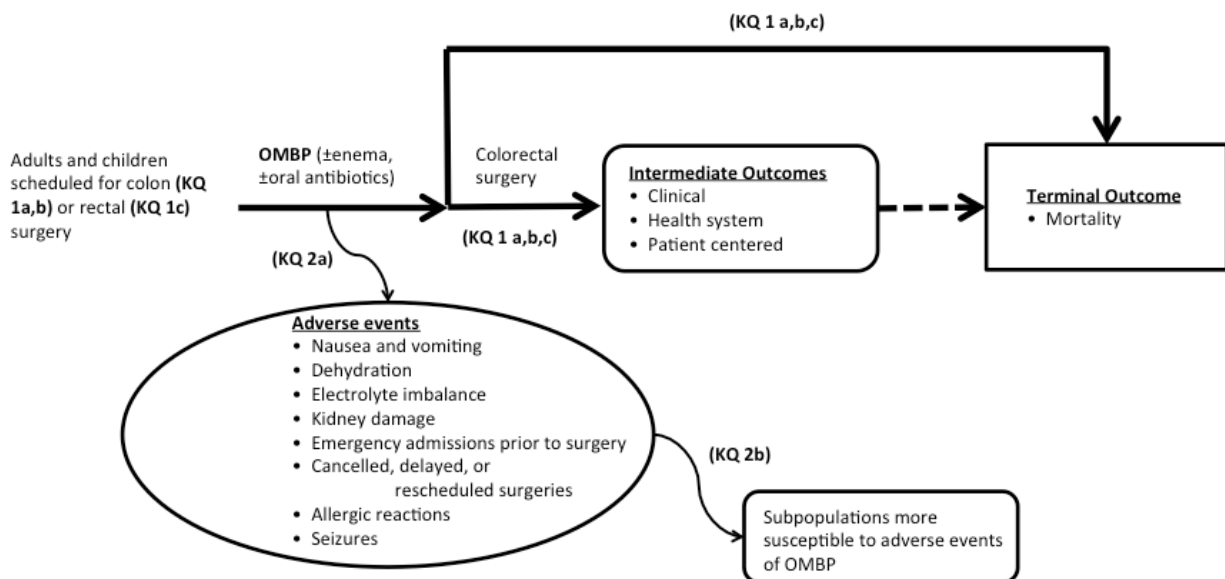 (KQ 1 a,b,c)
Adults and children
scheduled for colon (KQ
1a,b) or rectal (KQ 1c)
surgery
OMBP (±enema,
±oral antibiotics)
Colorectal
surgery
(KQ 1 a,b,c)
Intermediate Outcomes
• Clinical
• Health system
• Patient centered
Terminal Outcome
• Mortality
(KQ 2a)
Adverse events
• Nausea and vomiting
• Dehydration
• Electrolyte imbalance
• Kidney damage
• Emergency admissions prior to surgery
• Cancelled, delayed, or
rescheduled surgeries
• Allergic reactions
• Seizures
(KQ 2b)
Subpopulations more
susceptible to adverse events
of OMBP